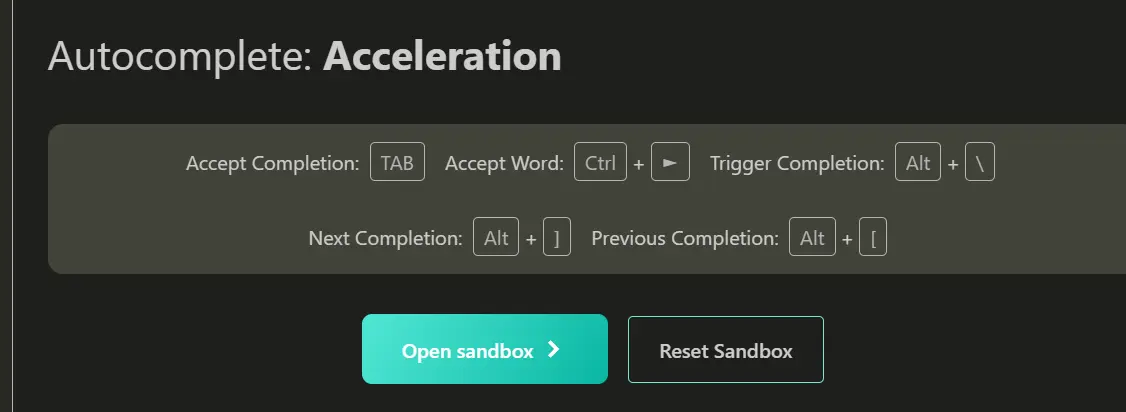 Autocomplete: Acceleration
Accept Completion: TAB Accept Word: Ctrl + ► Trigger Completion: Alt + \
Next Completion: Alt + ] Previous Completion: Alt + [
Open sandbox Reset Sandbox